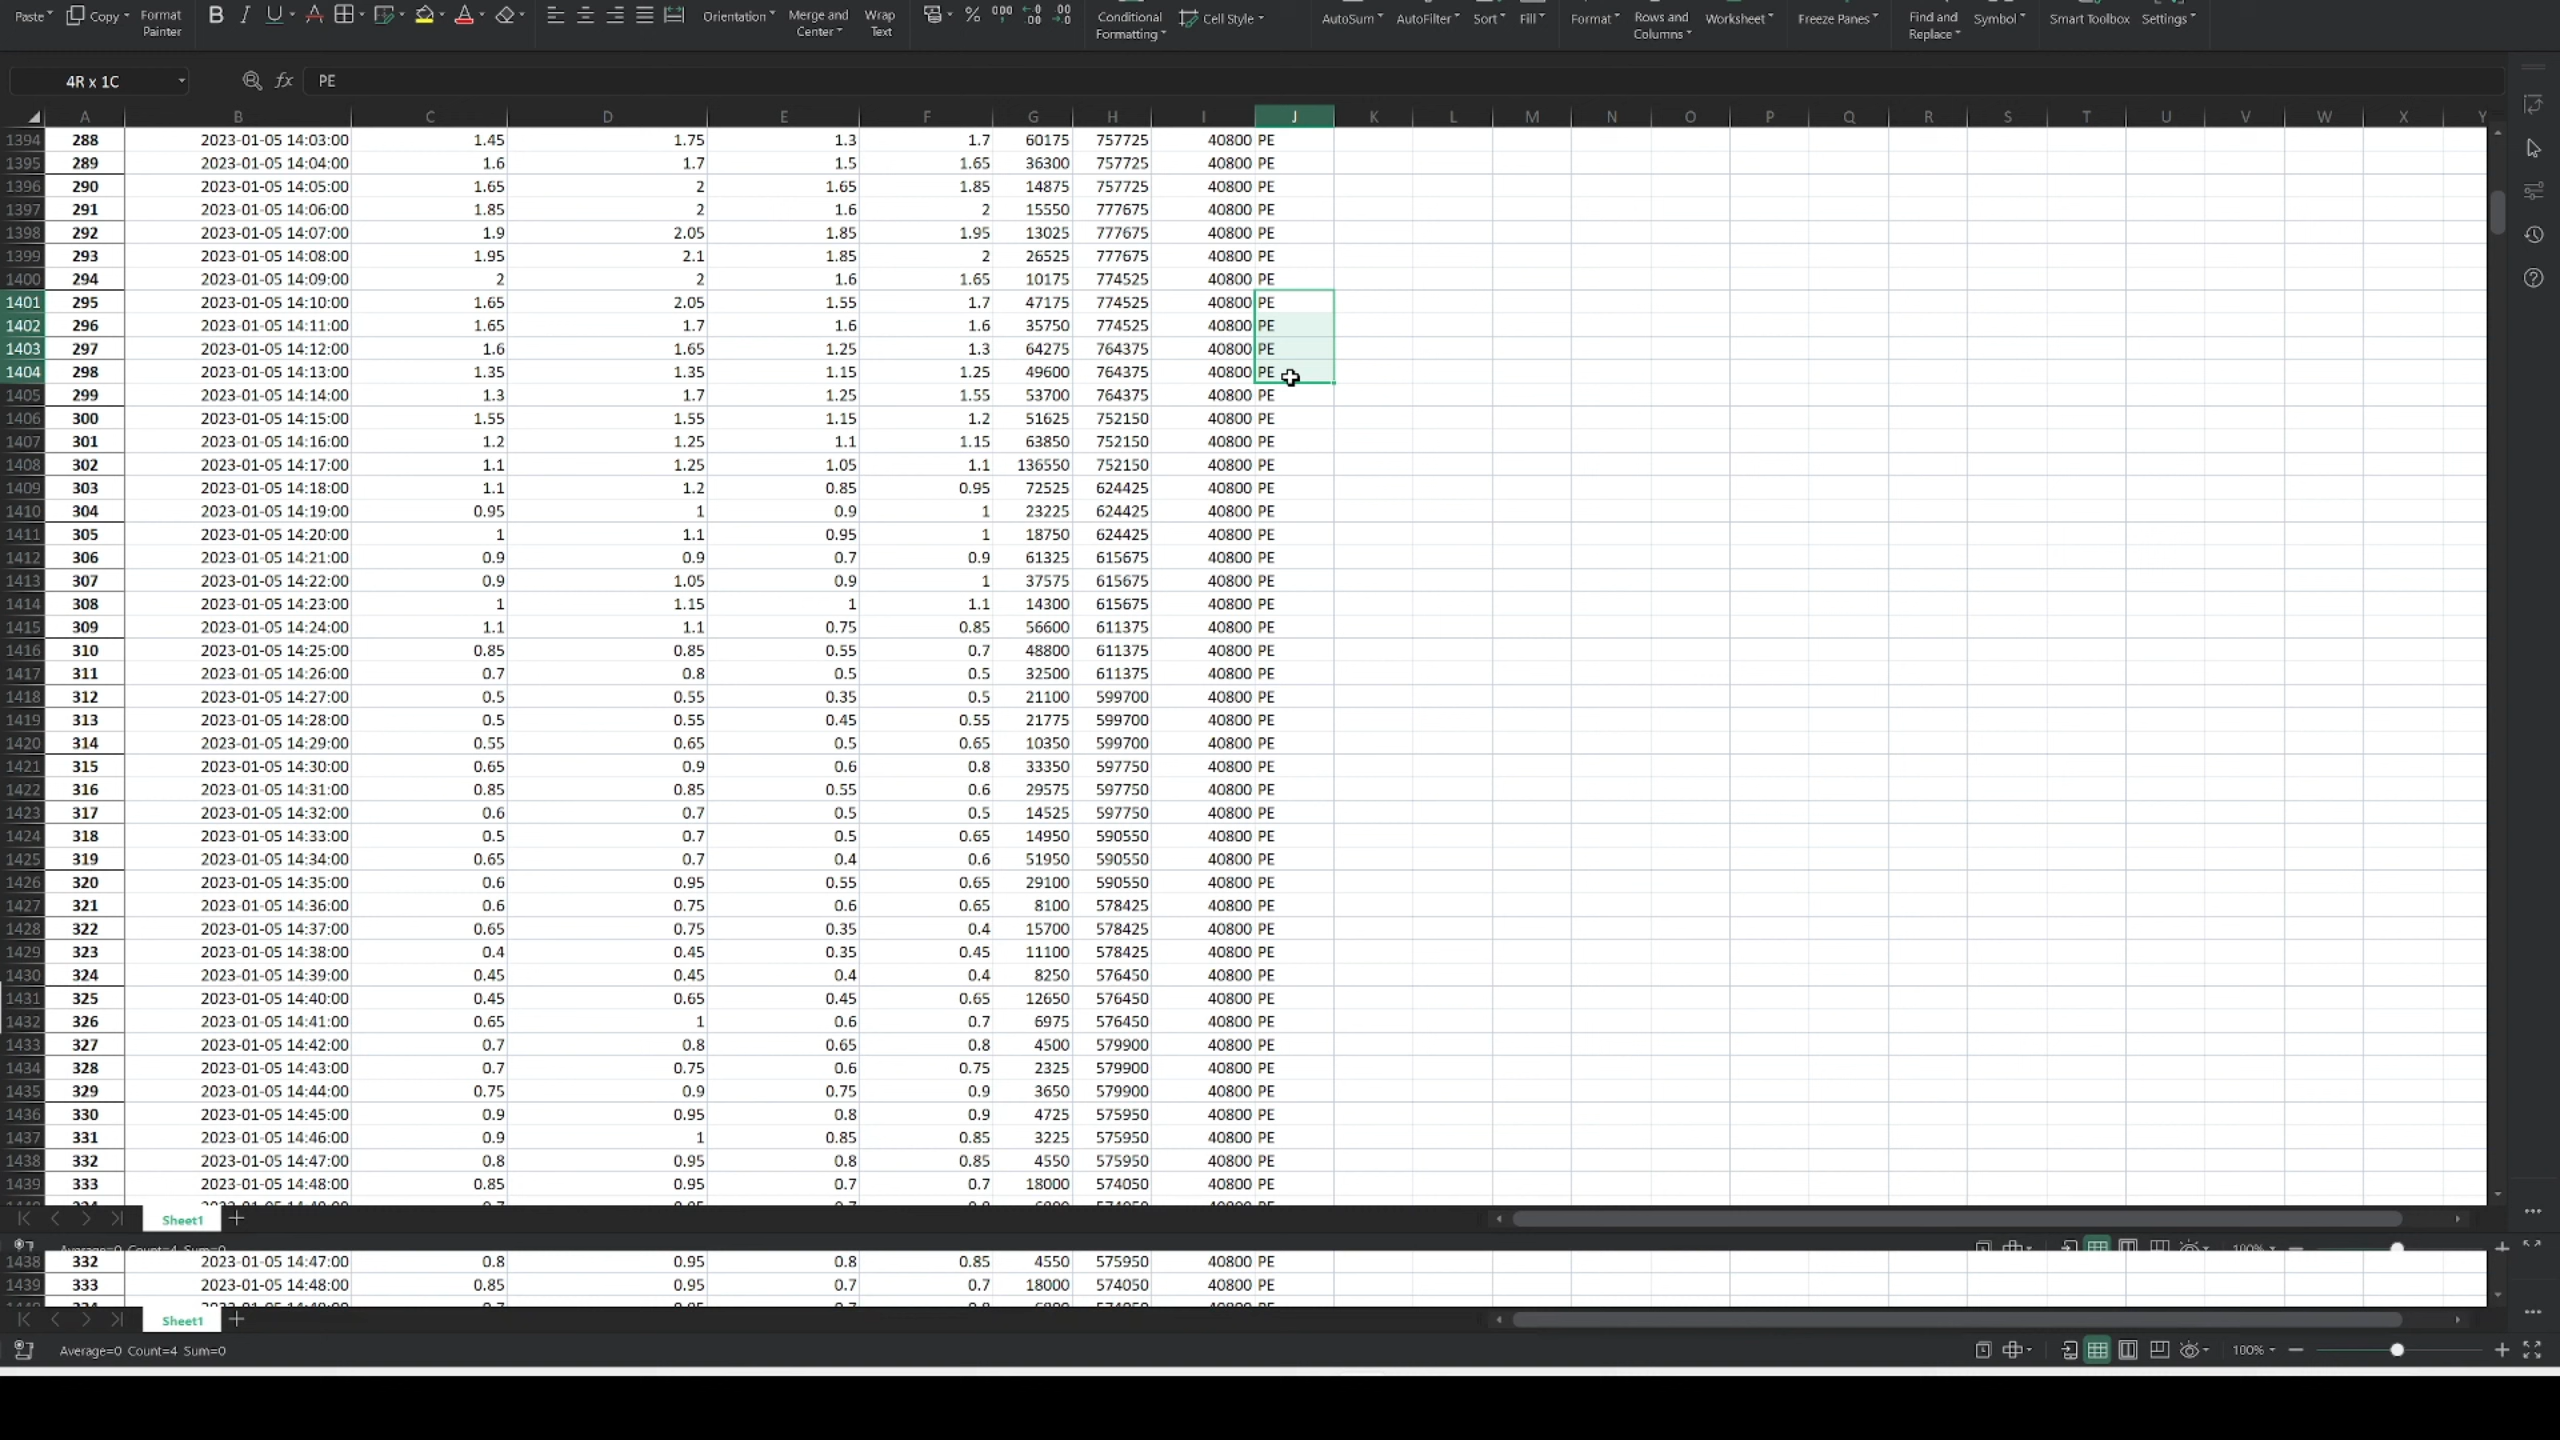 Paste Copy Format Painter B I U Orientation Merge and Center Wrap Text % 000 .00 .0 Conditional Formatting Cell Style AutoSum AutoFilter Sort Fill Format Rows and Columns Worksheet Freeze Panes Find and Replace Symbol Smart Toolbox Settings
4R x 1C fx PE
A B C D E F G H I J K L M N O P Q R S T U V W X Y
1394 288 2023-01-05 14:03:00 1.45 1.75 1.3 1.7 60175 757725 40800 PE
1395 289 2023-01-05 14:04:00 1.6 1.7 1.5 1.65 36300 757725 40800 PE
1396 290 2023-01-05 14:05:00 1.65 2 1.65 1.85 14875 757725 40800 PE
1397 291 2023-01-05 14:06:00 1.85 2 1.6 2 15550 777675 40800 PE
1398 292 2023-01-05 14:07:00 1.9 2.05 1.85 1.95 13025 777675 40800 PE
1399 293 2023-01-05 14:08:00 1.95 2.1 1.85 2 26525 777675 40800 PE
1400 294 2023-01-05 14:09:00 2 2 1.6 1.65 10175 774525 40800 PE
1401 295 2023-01-05 14:10:00 1.65 2.05 1.55 1.7 47175 774525 40800 PE
1402 296 2023-01-05 14:11:00 1.65 1.7 1.6 1.6 35750 774525 40800 PE
1403 297 2023-01-05 14:12:00 1.6 1.65 1.25 1.3 64275 764375 40800 PE
1404 298 2023-01-05 14:13:00 1.35 1.35 1.15 1.25 49600 764375 40800 PE
1405 299 2023-01-05 14:14:00 1.3 1.7 1.25 1.55 53700 764375 40800 PE
1406 300 2023-01-05 14:15:00 1.55 1.55 1.15 1.2 51625 752150 40800 PE
1407 301 2023-01-05 14:16:00 1.2 1.25 1.1 1.15 63850 752150 40800 PE
1408 302 2023-01-05 14:17:00 1.1 1.25 1.05 1.1 136550 752150 40800 PE
1409 303 2023-01-05 14:18:00 1.1 1.2 0.85 0.95 72525 624425 40800 PE
1410 304 2023-01-05 14:19:00 0.95 1 0.9 1 23225 624425 40800 PE
1411 305 2023-01-05 14:20:00 1 1.1 0.95 1 18750 624425 40800 PE
1412 306 2023-01-05 14:21:00 0.9 0.9 0.7 0.9 61325 615675 40800 PE
1413 307 2023-01-05 14:22:00 0.9 1.05 0.9 1 37575 615675 40800 PE
1414 308 2023-01-05 14:23:00 1 1.15 1 1.1 14300 615675 40800 PE
1415 309 2023-01-05 14:24:00 1.1 1.1 0.75 0.85 56600 611375 40800 PE
1416 310 2023-01-05 14:25:00 0.85 0.85 0.55 0.7 48800 611375 40800 PE
1417 311 2023-01-05 14:26:00 0.7 0.8 0.5 0.5 32500 611375 40800 PE
1418 312 2023-01-05 14:27:00 0.5 0.55 0.35 0.5 21100 599700 40800 PE
1419 313 2023-01-05 14:28:00 0.5 0.55 0.45 0.55 21775 599700 40800 PE
1420 314 2023-01-05 14:29:00 0.55 0.65 0.5 0.65 10350 599700 40800 PE
1421 315 2023-01-05 14:30:00 0.65 0.9 0.6 0.8 33350 597750 40800 PE
1422 316 2023-01-05 14:31:00 0.85 0.85 0.55 0.6 29575 597750 40800 PE
1423 317 2023-01-05 14:32:00 0.6 0.7 0.5 0.5 14525 597750 40800 PE
1424 318 2023-01-05 14:33:00 0.5 0.7 0.5 0.65 14950 590550 40800 PE
1425 319 2023-01-05 14:34:00 0.65 0.7 0.4 0.6 51950 590550 40800 PE
1426 320 2023-01-05 14:35:00 0.6 0.95 0.55 0.65 29100 590550 40800 PE
1427 321 2023-01-05 14:36:00 0.6 0.75 0.6 0.65 8100 578425 40800 PE
1428 322 2023-01-05 14:37:00 0.65 0.75 0.35 0.4 15700 578425 40800 PE
1429 323 2023-01-05 14:38:00 0.4 0.45 0.35 0.45 11100 578425 40800 PE
1430 324 2023-01-05 14:39:00 0.45 0.45 0.4 0.4 8250 576450 40800 PE
1431 325 2023-01-05 14:40:00 0.45 0.65 0.45 0.65 12650 576450 40800 PE
1432 326 2023-01-05 14:41:00 0.65 1 0.6 0.7 6975 576450 40800 PE
1433 327 2023-01-05 14:42:00 0.7 0.8 0.65 0.8 4500 579900 40800 PE
1434 328 2023-01-05 14:43:00 0.7 0.75 0.6 0.75 2325 579900 40800 PE
1435 329 2023-01-05 14:44:00 0.75 0.9 0.75 0.9 3650 579900 40800 PE
1436 330 2023-01-05 14:45:00 0.9 0.95 0.8 0.9 4725 575950 40800 PE
1437 331 2023-01-05 14:46:00 0.9 1 0.85 0.85 3225 575950 40800 PE
1438 332 2023-01-05 14:47:00 0.8 0.95 0.8 0.85 4550 575950 40800 PE
1439 333 2023-01-05 14:48:00 0.85 0.95 0.7 0.7 18000 574050 40800 PE
Sheet1
Average=0 Count=4 Sum=0 100%
1438 332 2023-01-05 14:47:00 0.8 0.95 0.8 0.85 4550 575950 40800 PE
1439 333 2023-01-05 14:48:00 0.85 0.95 0.7 0.7 18000 574050 40800 PE
Sheet1
Average=0 Count=4 Sum=0 100%